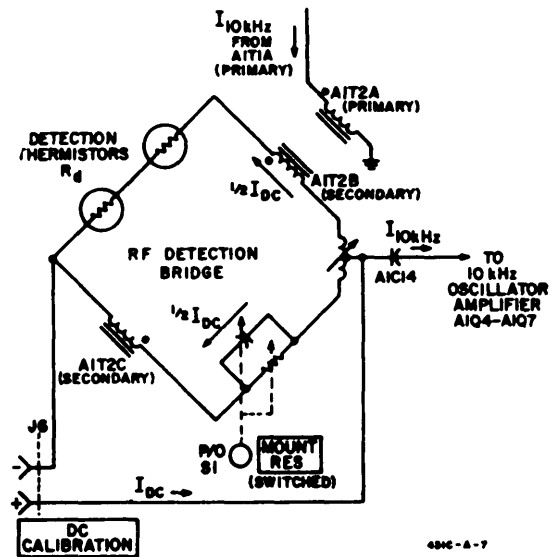 I10kHz
FROM
A1T1A
(PRIMARY)
A1T2A
(PRIMARY)
DETECTION
THERMISTORS
Rd
1/2 IDC
A1T2B
(SECONDARY)
I10kHz
RF DETECTION
BRIDGE
A1C14
TO
10 kHz
OSCILLATOR
AMPLIFIER
A1Q4-A1Q7
1/2 IDC
A1T2C
(SECONDARY)
J6
P/O
S1
MOUNT
RES
(SWITCHED)
-
+
IDC
DC
CALIBRATION
431C-A-7